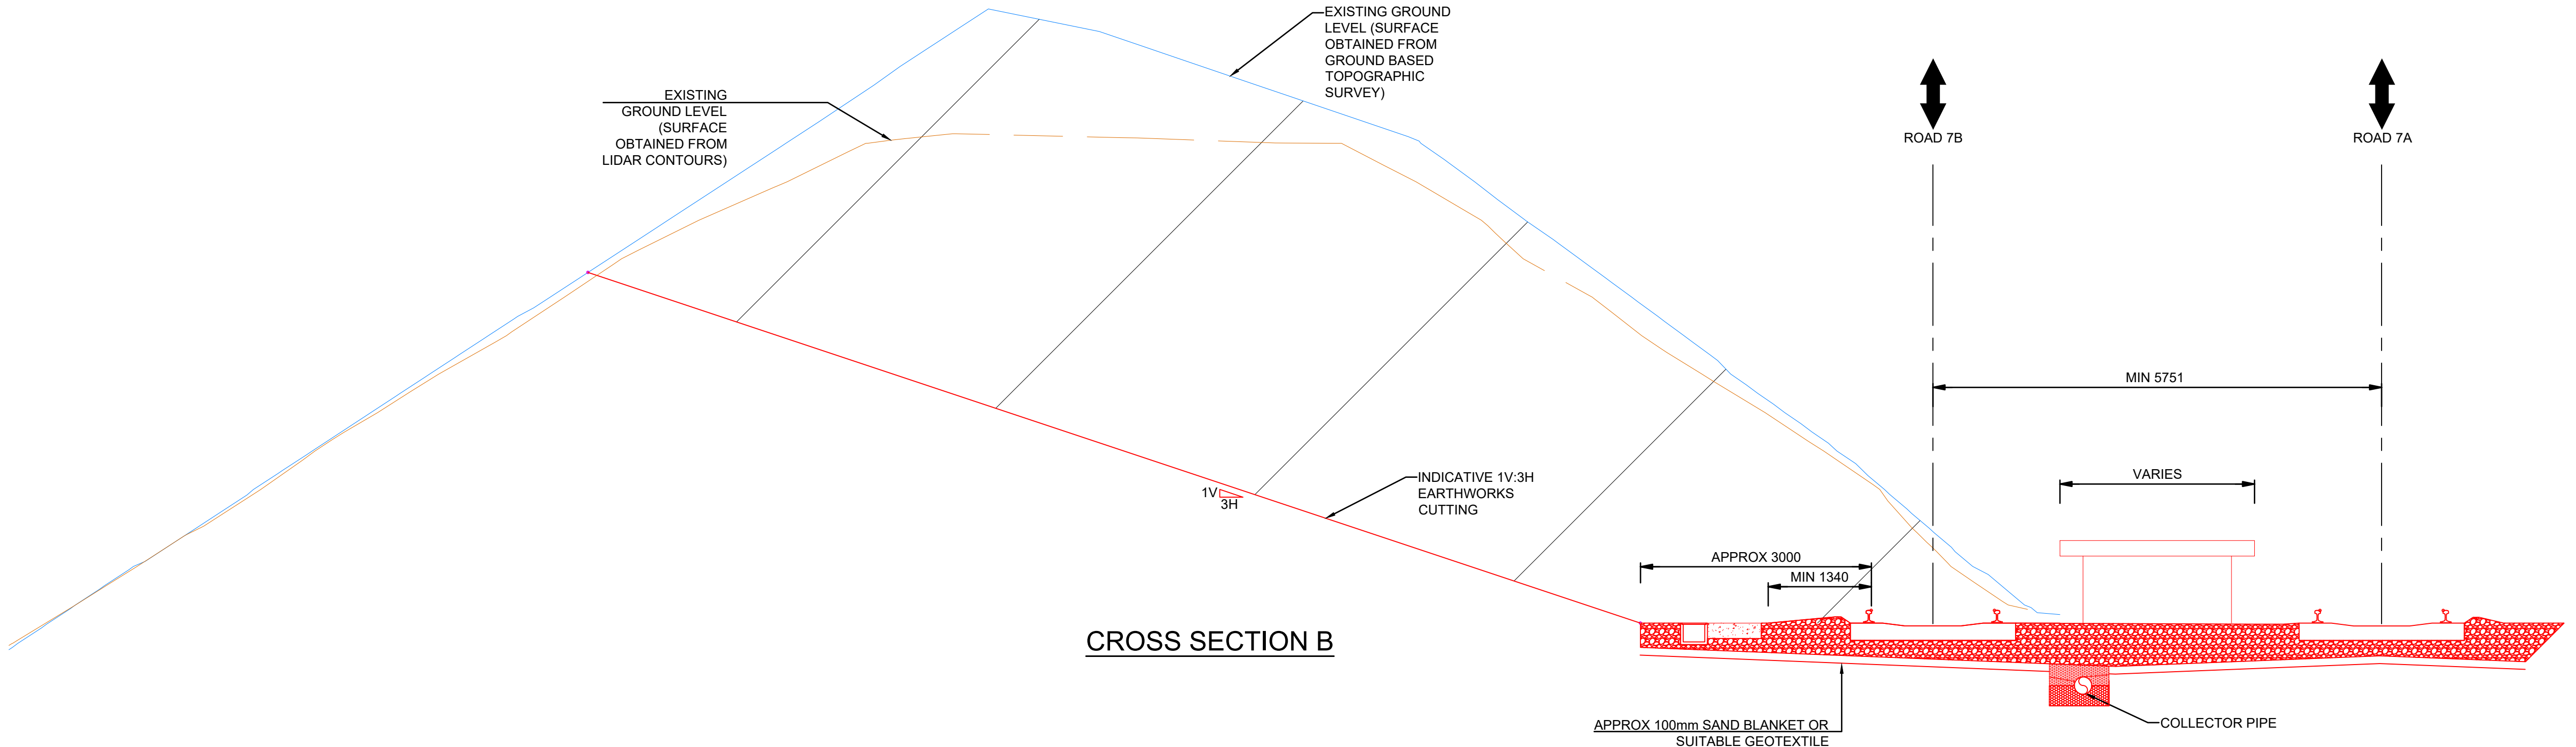 EXISTING GROUND
LEVEL (SURFACE
OBTAINED FROM
GROUND BASED
TOPOGRAPHIC
SURVEY)
EXISTING
GROUND LEVEL
(SURFACE
OBTAINED FROM
LIDAR CONTOURS)
ROAD 7B
ROAD 7A
MIN 5751
VARIES
INDICATIVE 1V:3H
EARTHWORKS
CUTTING
1V
3H
APPROX 3000
MIN 1340
CROSS SECTION B
APPROX 100mm SAND BLANKET OR
SUITABLE GEOTEXTILE
COLLECTOR PIPE